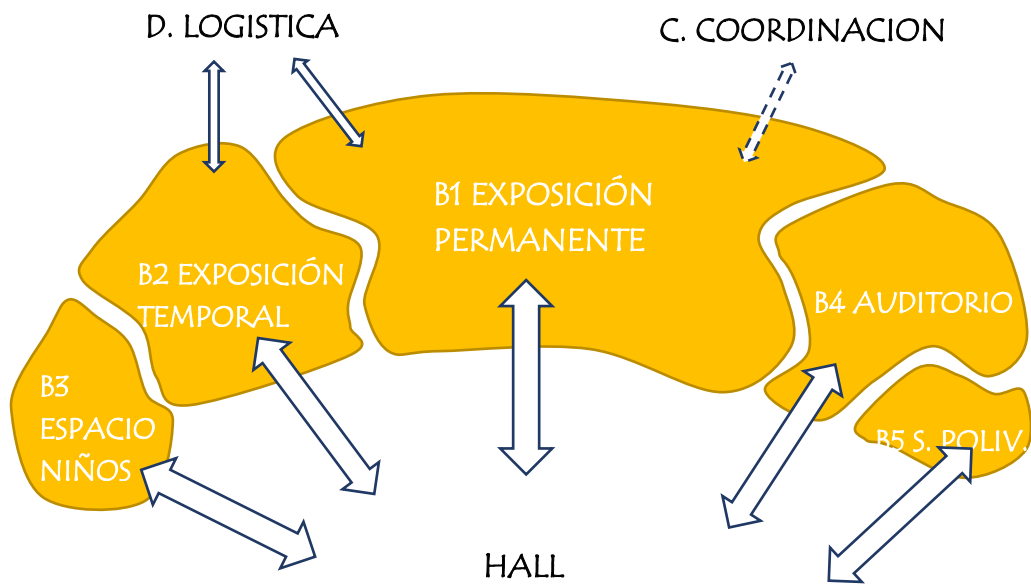 D. LOGISTICA
C. COORDINACION
B1 EXPOSICIÓN
PERMANENTE
B2 EXPOSICIÓN
TEMPORAL
B4 AUDITORIO
B3
ESPACIO
NIÑOS
B5 S. POLIV.
HALL